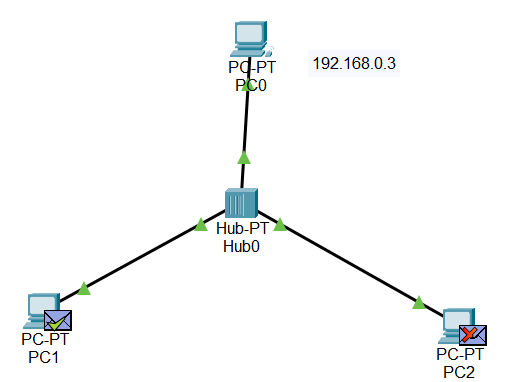 192.168.0.3
PC-PT
PC0
Hub-PT
Hub0
PC-PT
PC1
PC-PT
PC2